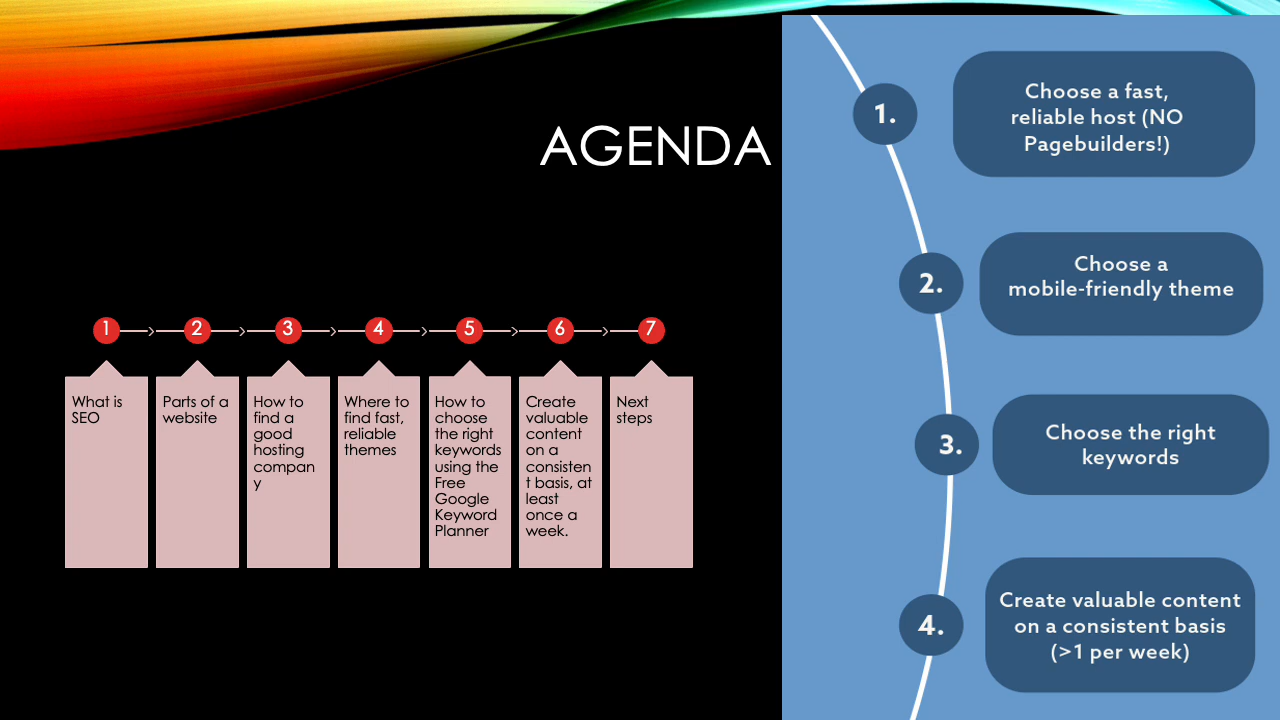 AGENDA
1
What is
SEO
2
Parts of a
website
3
How to
find a
good
hosting
compan
y
4
Where to
find fast,
reliable
themes
5
How to
choose
the right
keywords
using the
Free
Google
Keyword
Planner
6
Create
valuable
content
on a
consisten
t basis, at
least
once a
week.
7
Next
steps
1.
Choose a fast,
reliable host (NO
Pagebuilders!)
2.
Choose a
mobile-friendly theme
3.
Choose the right
keywords
4.
Create valuable content
on a consistent basis
(>1 per week)